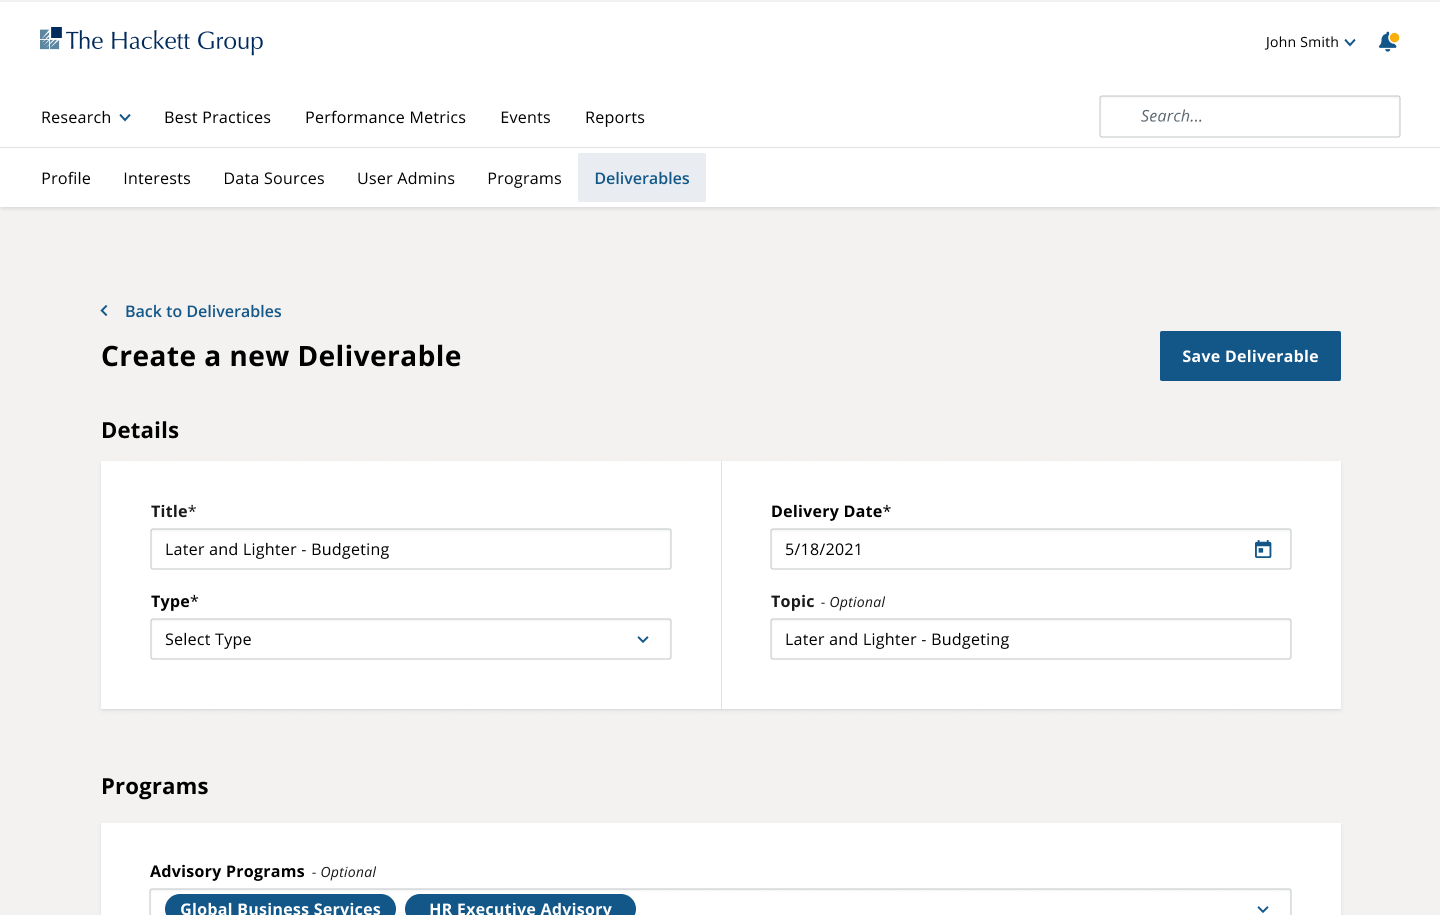 The Hackett Group
John Smith
Research
Best Practices
Performance Metrics
Events
Reports
Search...
Profile
Interests
Data Sources
User Admins
Programs
Deliverables
Back to Deliverables
Create a new Deliverable
Save Deliverable
Details
Title*
Later and Lighter - Budgeting
Delivery Date*
5/18/2021
Type*
Select Type
Topic - Optional
Later and Lighter - Budgeting
Programs
Advisory Programs - Optional
Global Business Services
HR Executive Advisory